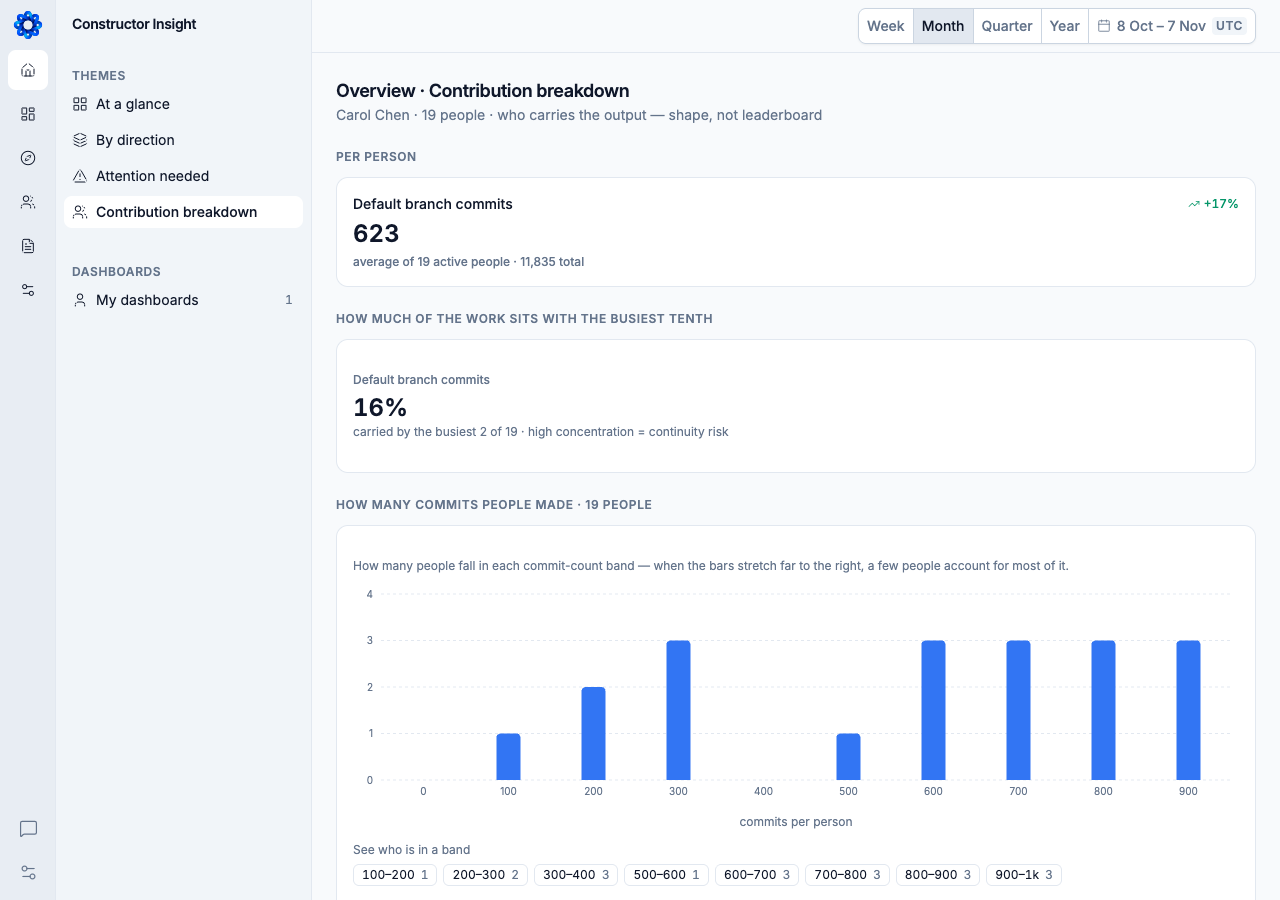 Constructor Insight
THEMES
At a glance
By direction
Attention needed
Contribution breakdown
DASHBOARDS
My dashboards 1
Week Month Quarter Year 8 Oct – 7 Nov UTC
Overview · Contribution breakdown
Carol Chen · 19 people · who carries the output — shape, not leaderboard
PER PERSON
Default branch commits +17%
623
average of 19 active people · 11,835 total
HOW MUCH OF THE WORK SITS WITH THE BUSIEST TENTH
Default branch commits
16%
carried by the busiest 2 of 19 · high concentration = continuity risk
HOW MANY COMMITS PEOPLE MADE · 19 PEOPLE
How many people fall in each commit-count band — when the bars stretch far to the right, a few people account for most of it.
4
3
2
1
0
0 100 200 300 400 500 600 700 800 900
commits per person
See who is in a band
100–200 1 200–300 2 300–400 3 500–600 1 600–700 3 700–800 3 800–900 3 900–1k 3